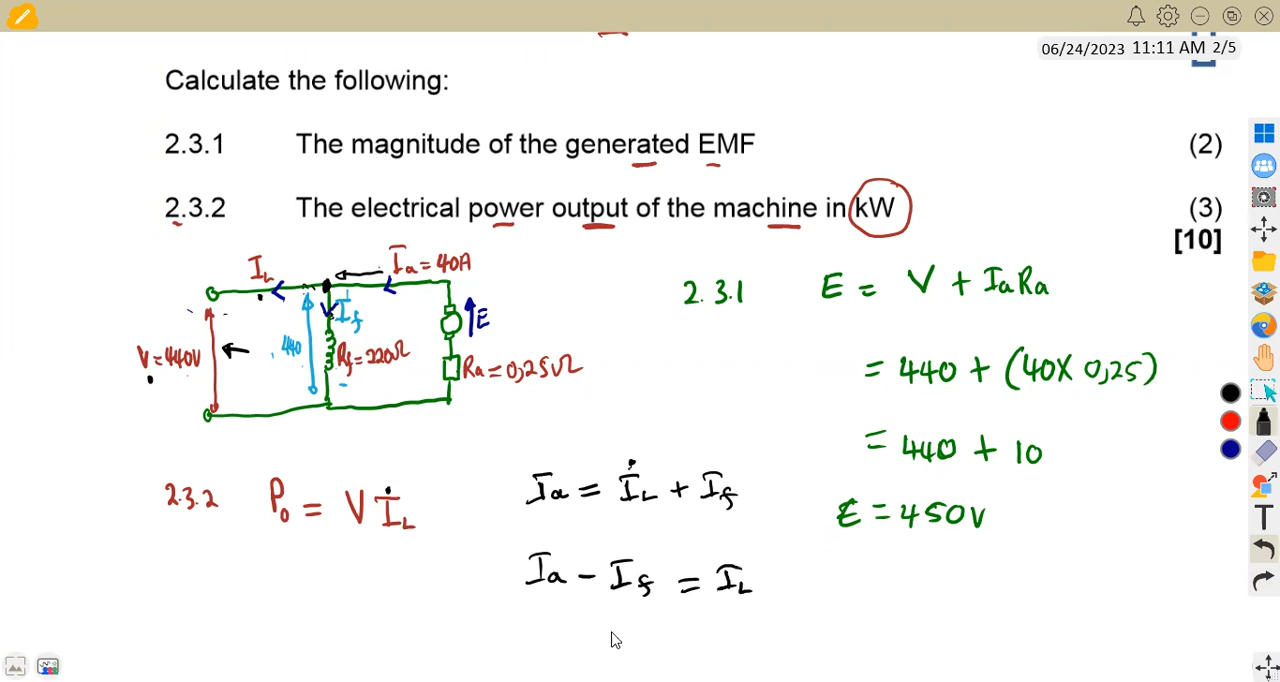 06/24/2023 11:11 AM 2/5
Calculate the following:
2.3.1 The magnitude of the generated EMF (2)
2.3.2 The electrical power output of the machine in kW (3)
[10]
IL
Ia = 40A
If
E
440
V = 440V
Rf = 220Ω
Ra = 0,25Ω
2.3.1 E = V + IaRa
= 440 + (40 X 0,25)
= 440 + 10
E = 450V
2.3.2 Po = V IL
Ia = IL + If
Ia - If = IL
T